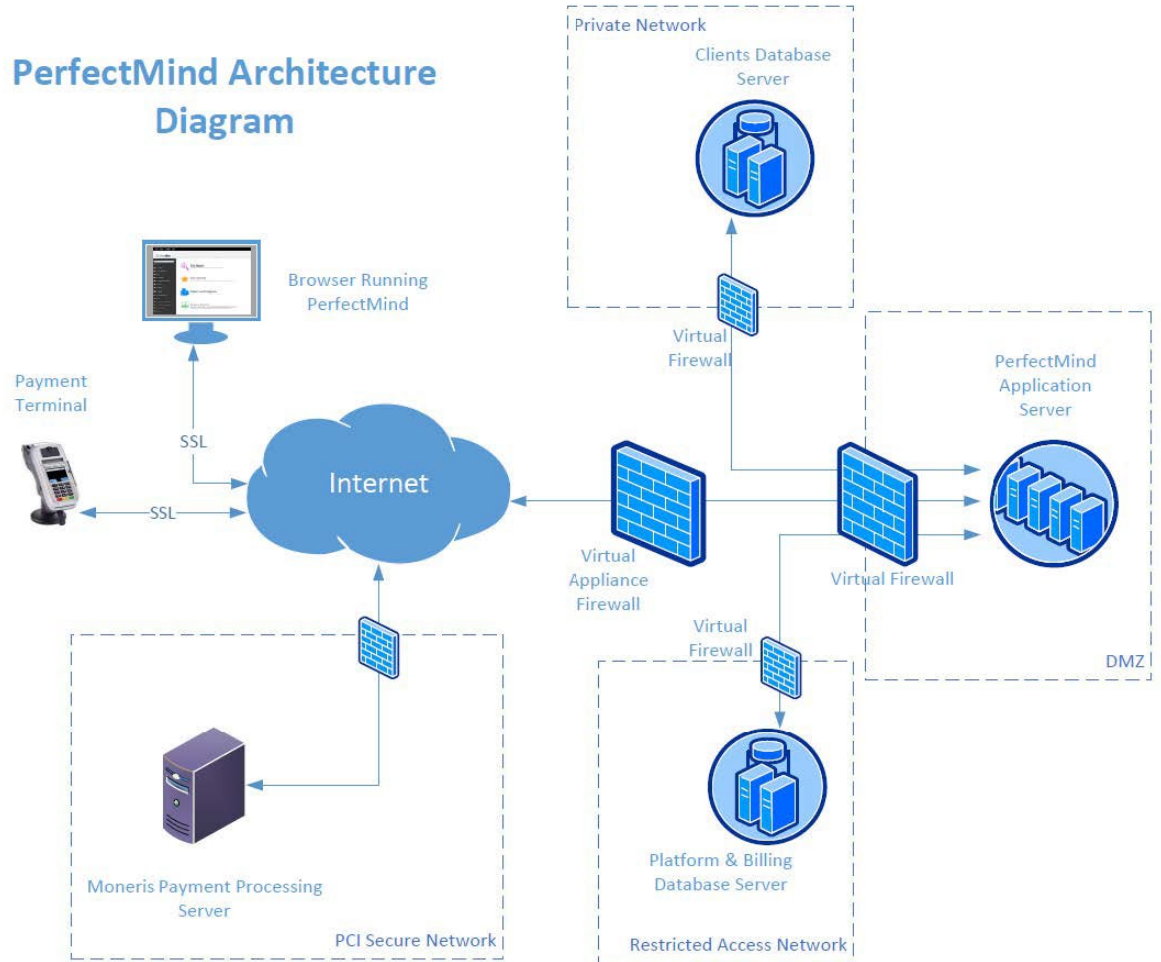 PerfectMind Architecture
Diagram
Private Network
Clients Database
Server
Browser Running
PerfectMind
Virtual
Firewall
PerfectMind
Application
Server
Payment
Terminal
SSL
Internet
SSL
Virtual
Appliance
Firewall
Virtual Firewall
Virtual
Firewall
DMZ
Moneris Payment Processing
Server
PCI Secure Network
Platform & Billing
Database Server
Restricted Access Network